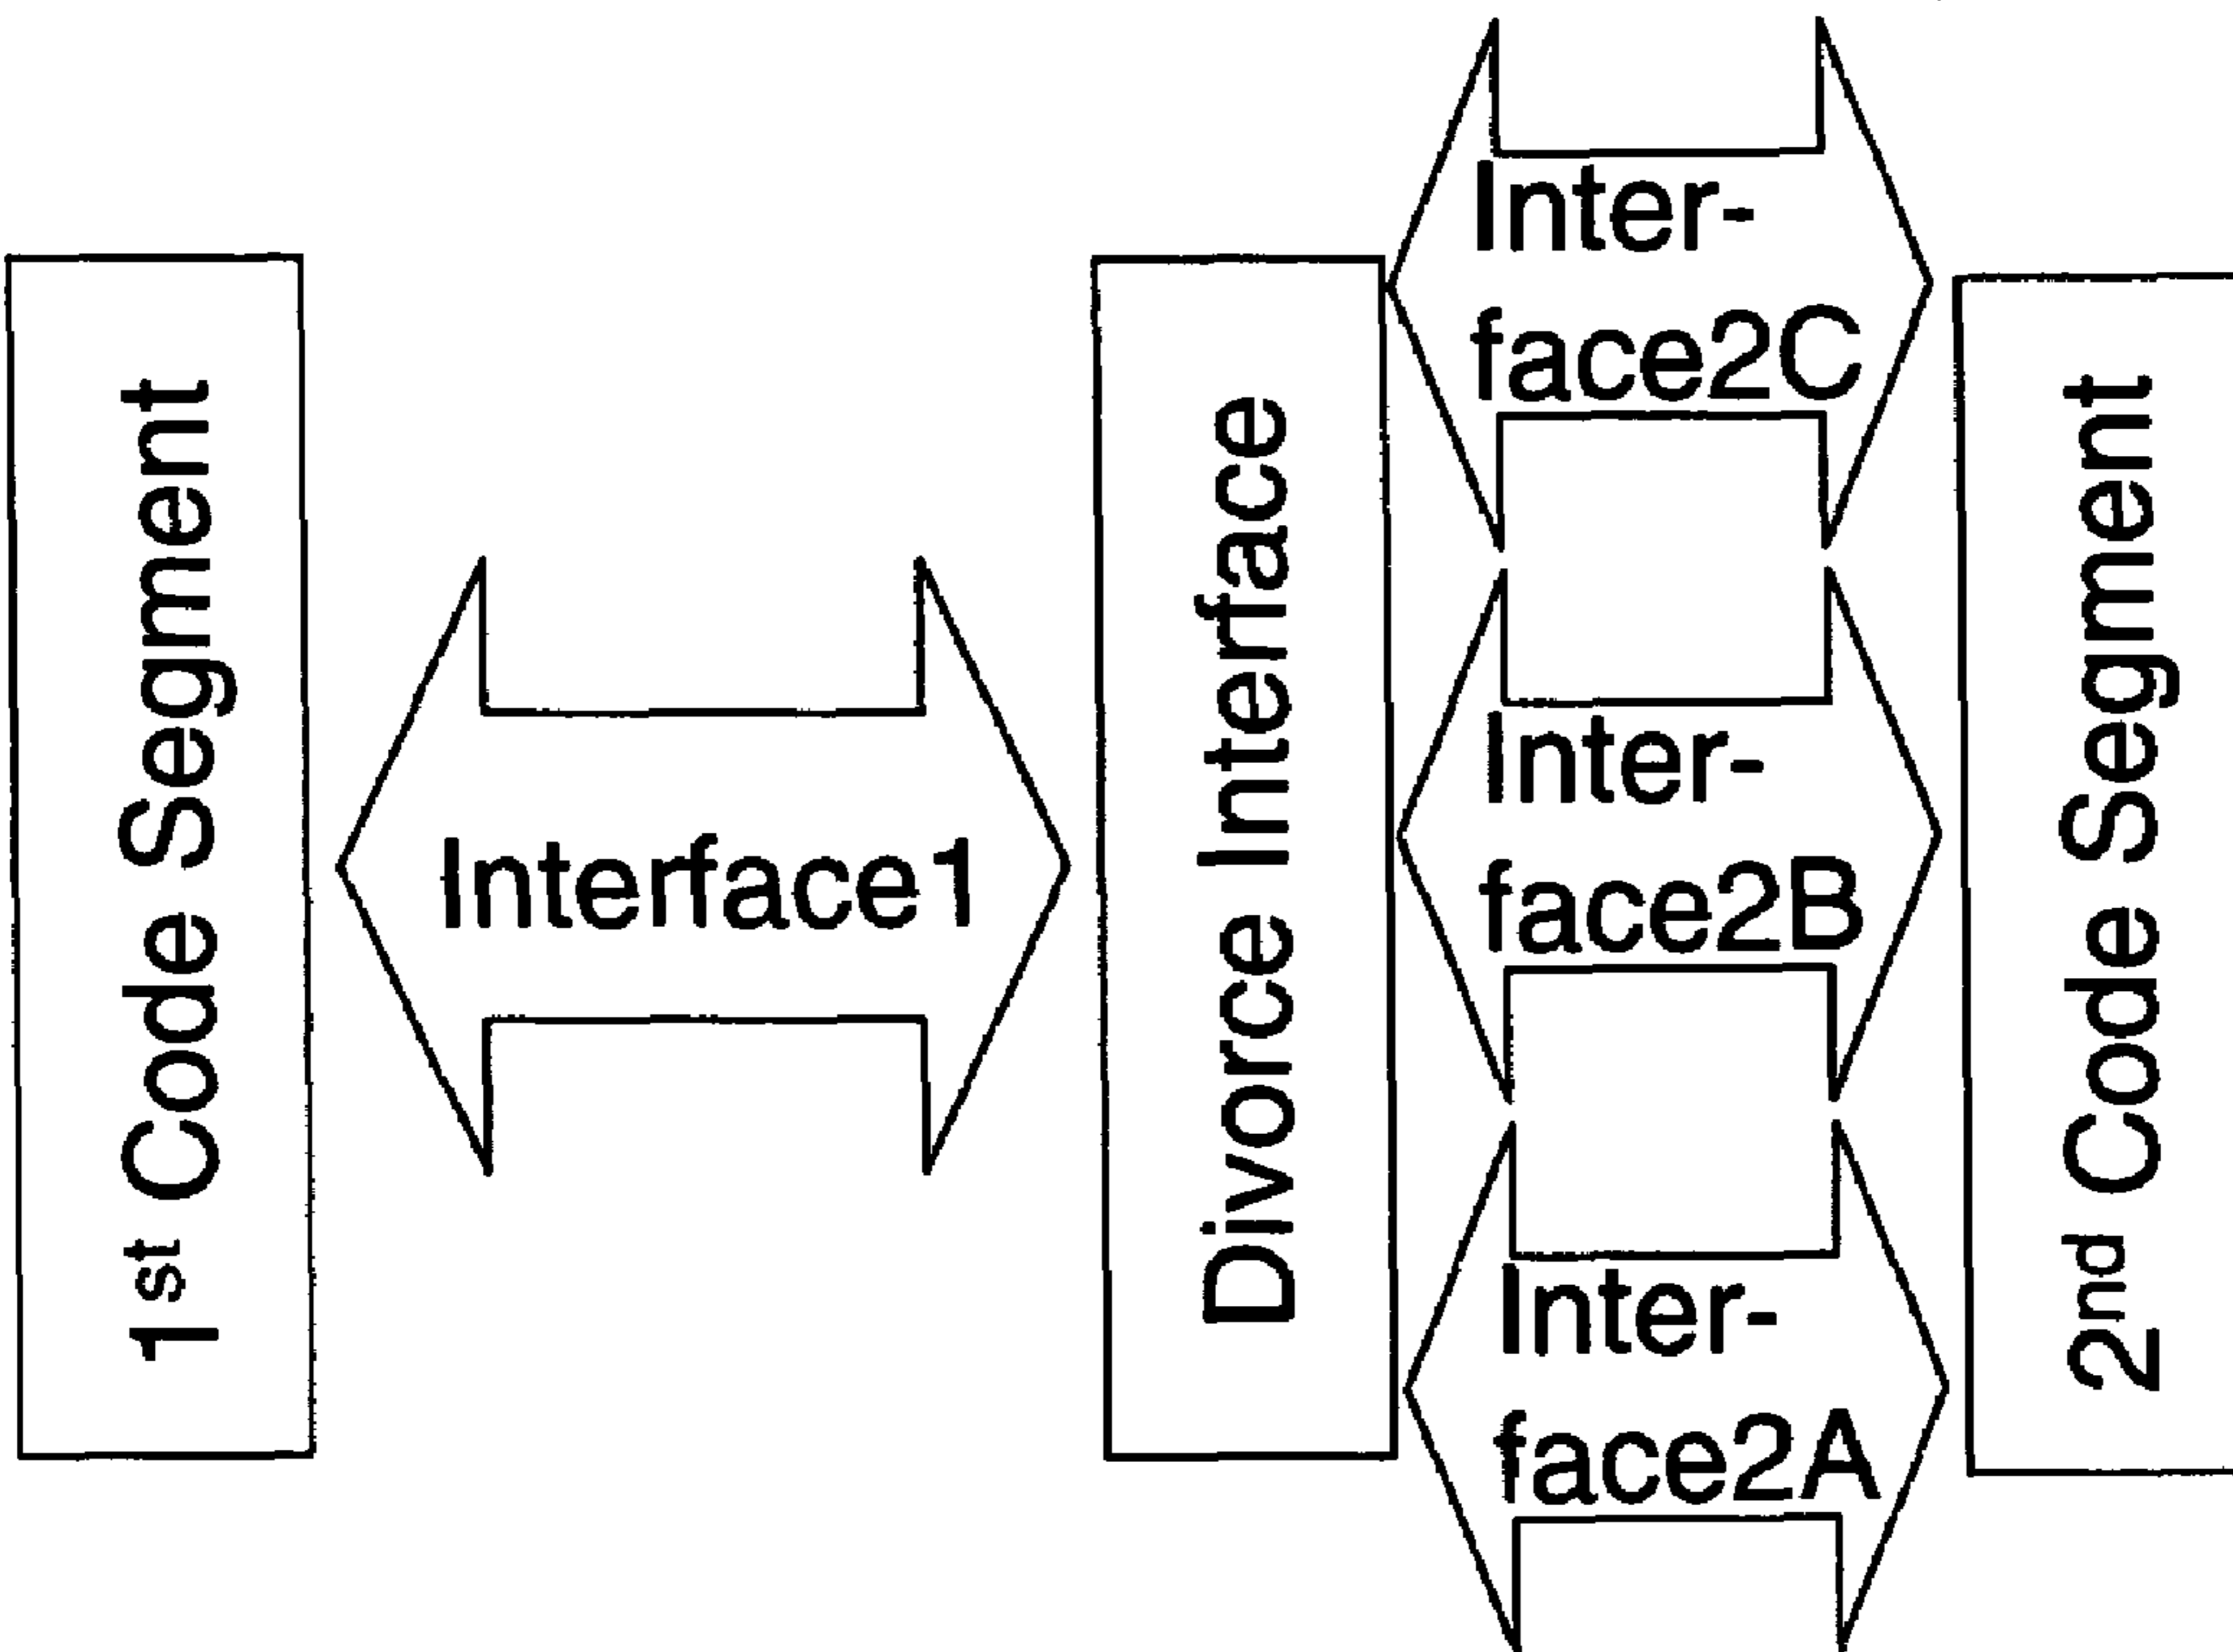 1st Code Segment
Interface1
Divorce Interface
Inter-
face2C
Inter-
face2B
Inter-
face2A
2nd Code Segment